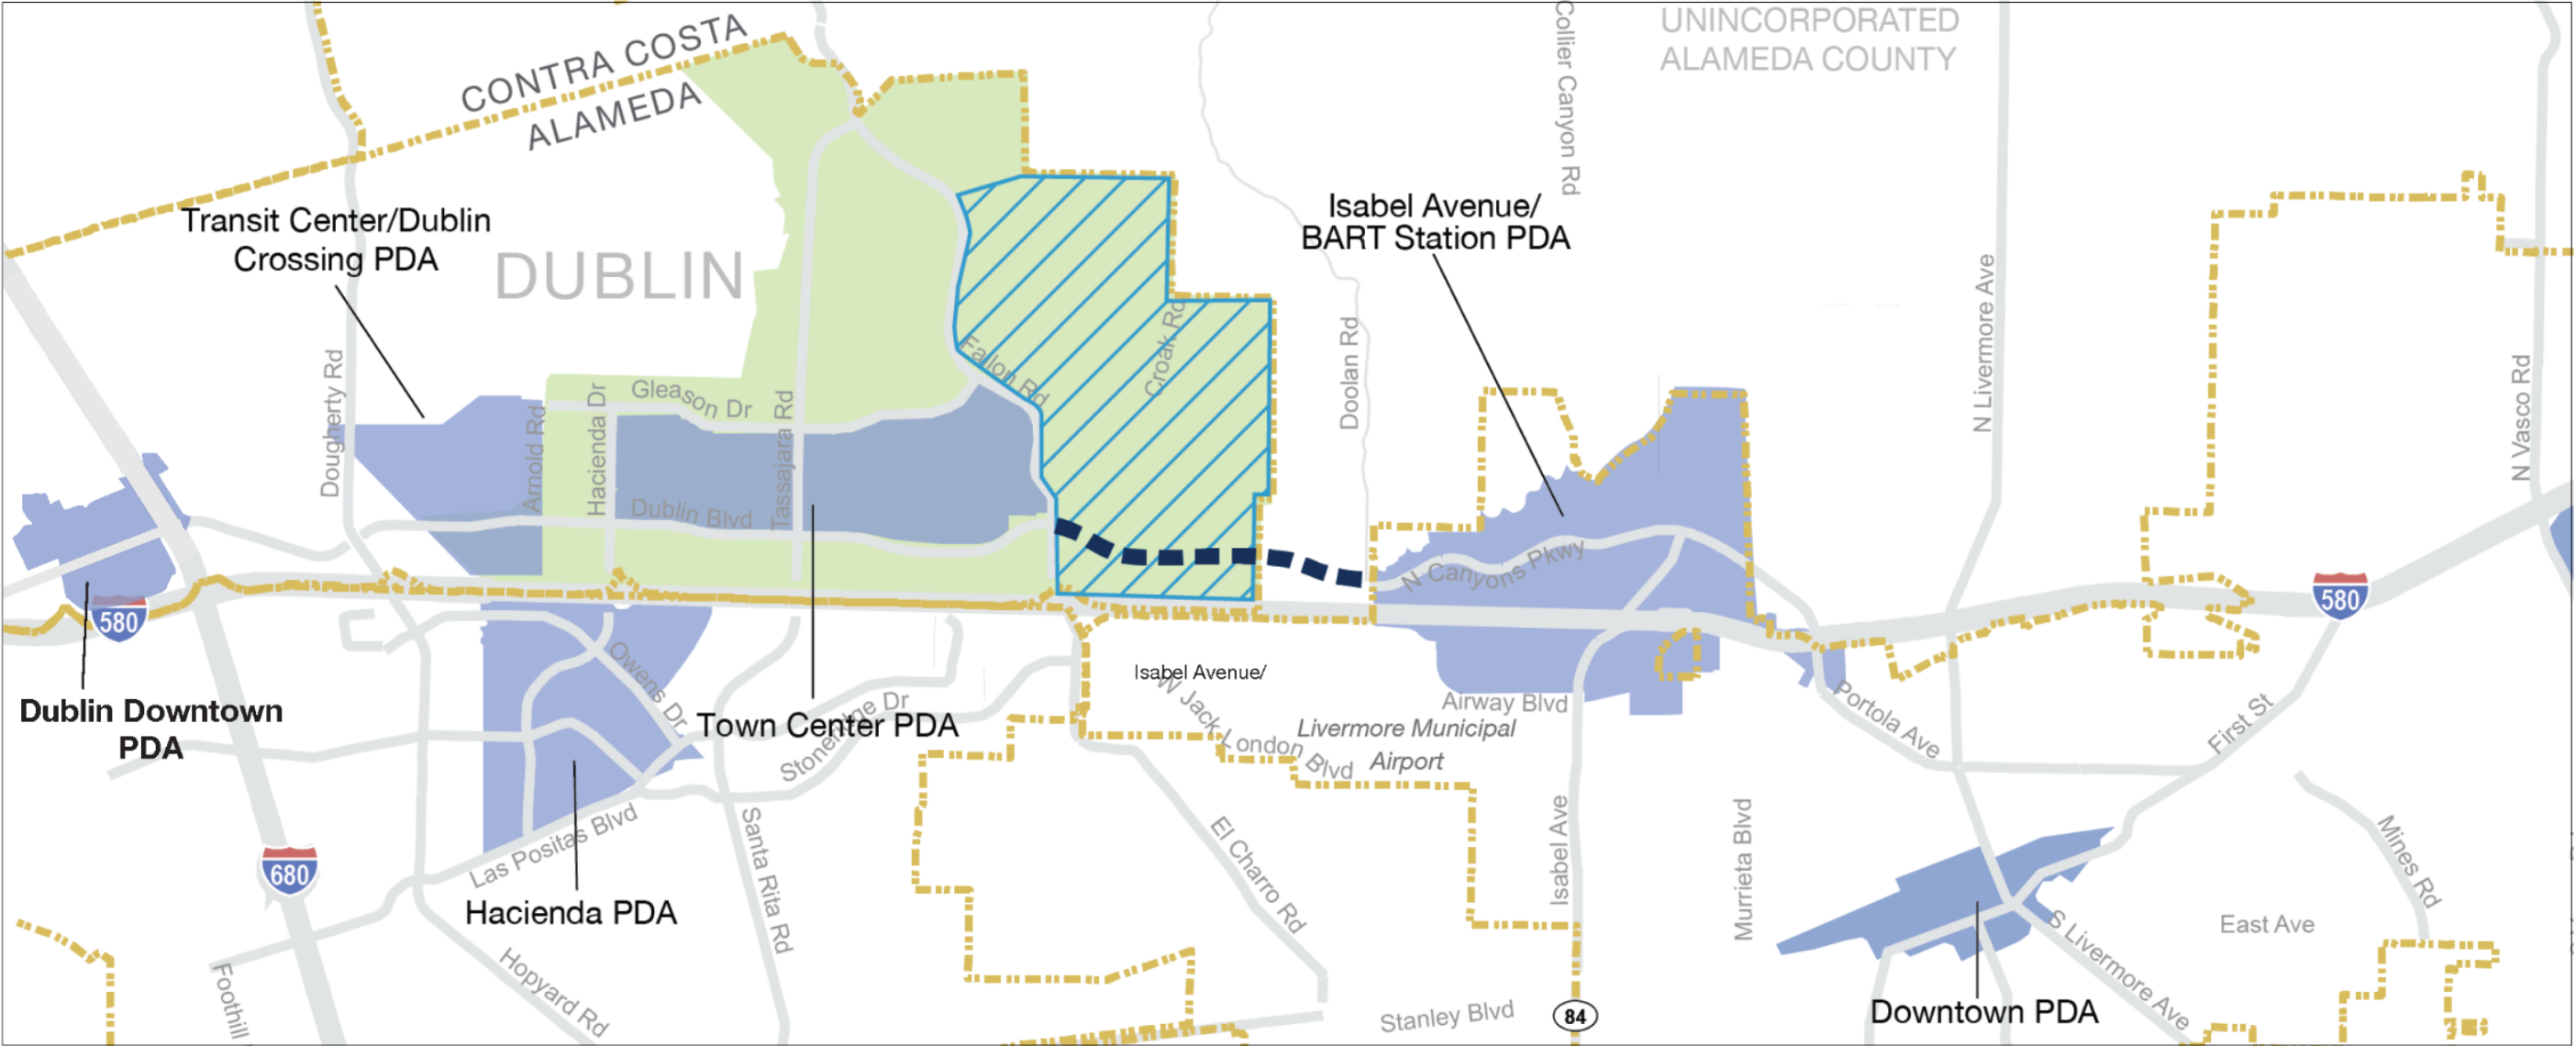 UNINCORPORATED
ALAMEDA COUNTY
CONTRA COSTA
ALAMEDA
Collier Canyon Rd
Transit Center/Dublin
Crossing PDA
DUBLIN
Isabel Avenue/
BART Station PDA
Dougherty Rd
Arnold Rd
Hacienda Dr
Gleason Dr
Tassajara Rd
Dublin Blvd
Fallon Rd
Croak Rd
Doolan Rd
N Livermore Ave
N Vasco Rd
N Canyons Pkwy
580
580
Owens Dr
Isabel Avenue/
W Jack London Blvd
Airway Blvd
Livermore Municipal
Airport
Portola Ave
First St
Dublin Downtown
PDA
Town Center PDA
Stoneridge Dr
Las Positas Blvd
Santa Rita Rd
El Charro Rd
Isabel Ave
Murrieta Blvd
Mines Rd
680
Hacienda PDA
East Ave
S Livermore Ave
Foothill
Hopyard Rd
Stanley Blvd
84
Downtown PDA